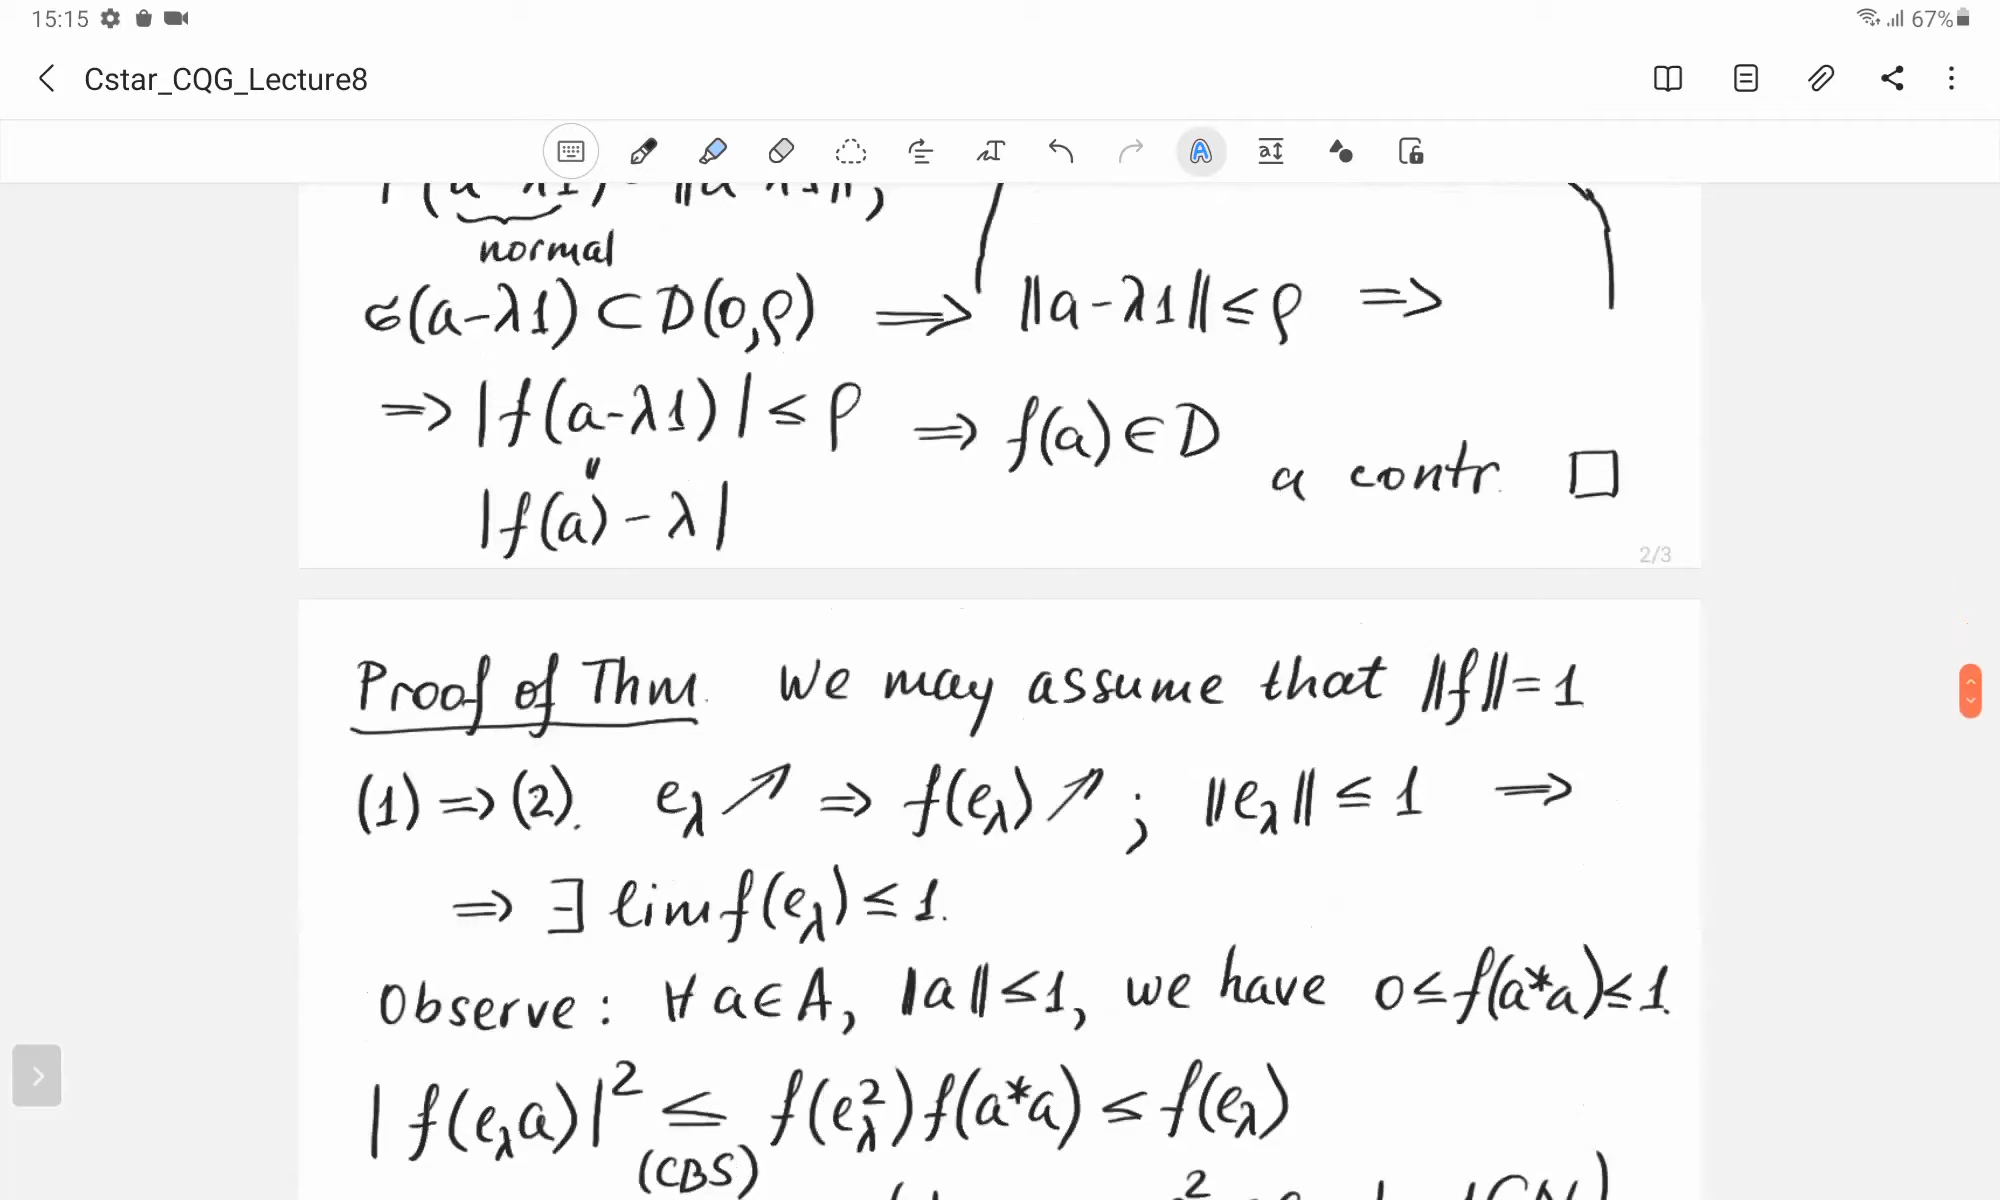 15:15 67%
Cstar_CQG_Lecture8
normal
σ(a-λ1) ⊂ D(0,ρ) ⟹ ‖a-λ1‖ ≤ ρ ⟹
⟹ |f(a-λ1)| ≤ ρ ⟹ f(a) ∈ D
a contr. □
|f(a) - λ|
2/3
Proof of Thm. We may assume that ‖f‖ = 1
(1) ⟹ (2). e_λ ↗ ⟹ f(e_λ) ↗ ; ‖e_λ‖ ≤ 1 ⟹
⟹ ∃ lim f(e_λ) ≤ 1.
Observe: ∀ a∈A, ‖a‖ ≤ 1, we have 0 ≤ f(a*a) ≤ 1.
|f(e_λ a)|² ≤ f(e_λ²) f(a*a) ≤ f(e_λ)
(CBS)